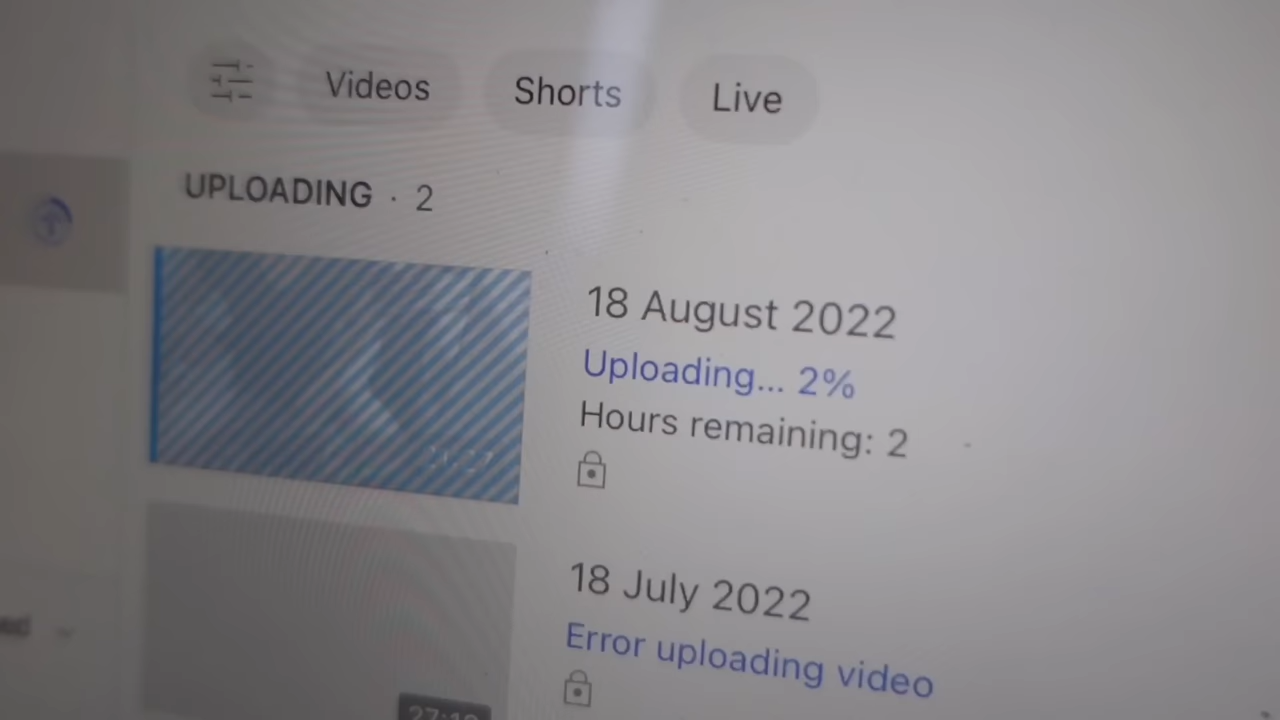 Videos
Shorts
Live
UPLOADING · 2
18 August 2022
Uploading... 2%
Hours remaining: 2
18 July 2022
Error uploading video